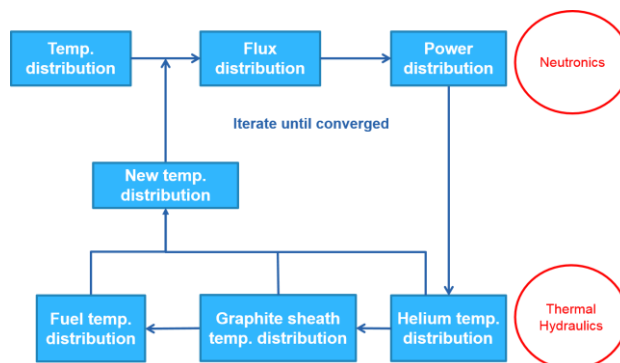 Temp.
distribution
Flux
distribution
Power
distribution
Neutronics
Iterate until converged
New temp.
distribution
Fuel temp.
distribution
Graphite sheath
temp. distribution
Helium temp.
distribution
Thermal
Hydraulics